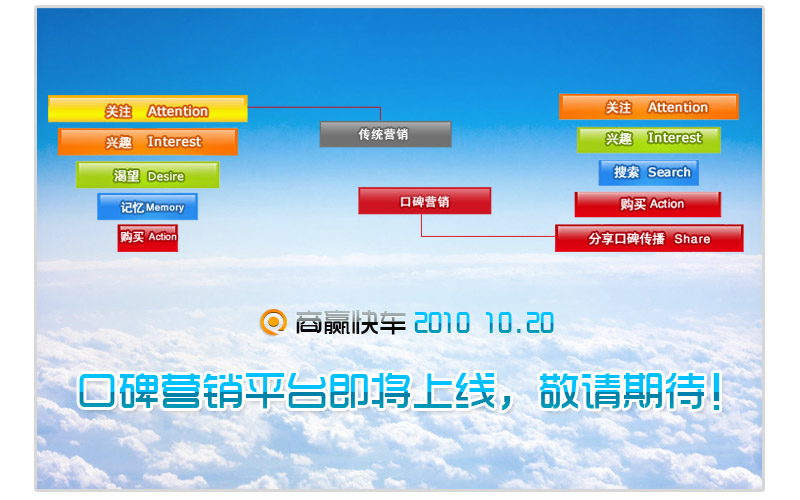 关注 Attention
兴趣 Interest
渴望 Desire
记忆 Memory
购买 Action
传统营销
口碑营销
关注 Attention
兴趣 Interest
搜索 Search
购买 Action
分享口碑传播 Share
商赢快车 2010 10.20
口碑营销平台即将上线，敬请期待！